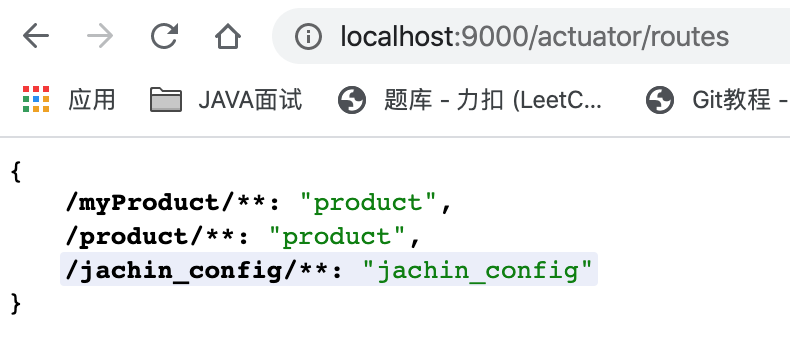 localhost:9000/actuator/routes
应用 JAVA面试 题库 - 力扣 (LeetC... Git教程 -
{
/myProduct/**: "product",
/product/**: "product",
/jachin_config/**: "jachin_config"
}